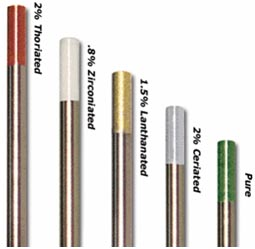 2% Thoriated
.8% Zirconiated
1.5% Lanthanated
2% Ceriated
Pure